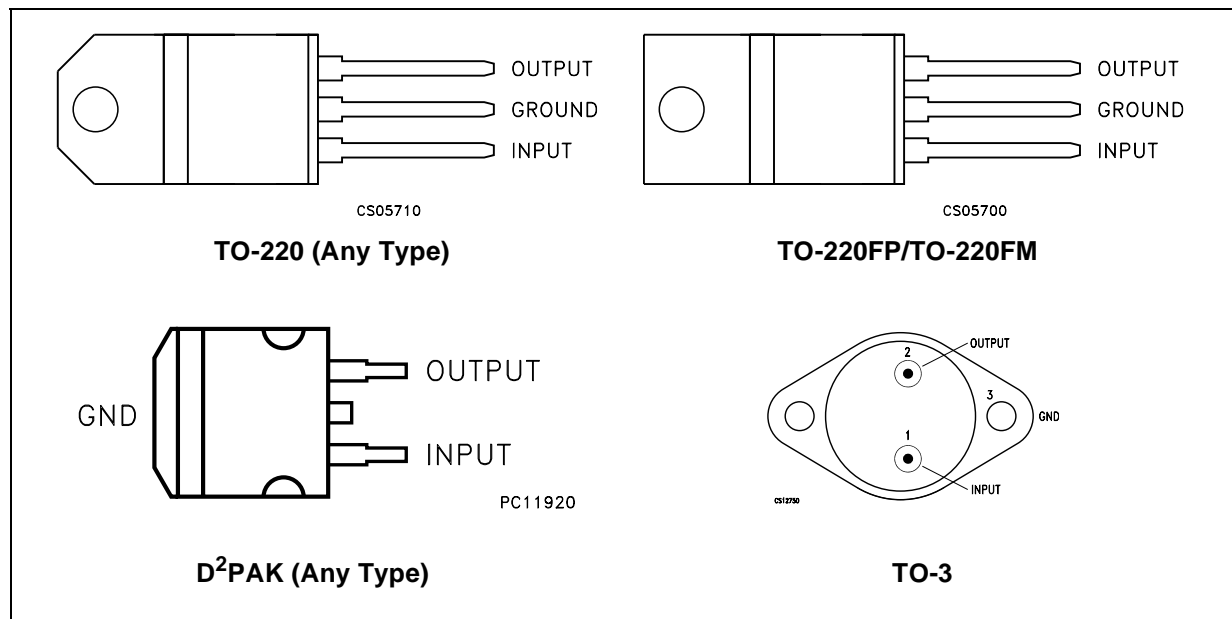 OUTPUT
GROUND
INPUT
CS05710
TO-220 (Any Type)
OUTPUT
GROUND
INPUT
CS05700
TO-220FP/TO-220FM
GND
OUTPUT
INPUT
PC11920
D²PAK (Any Type)
2
OUTPUT
3
GND
1
INPUT
CS12750
TO-3